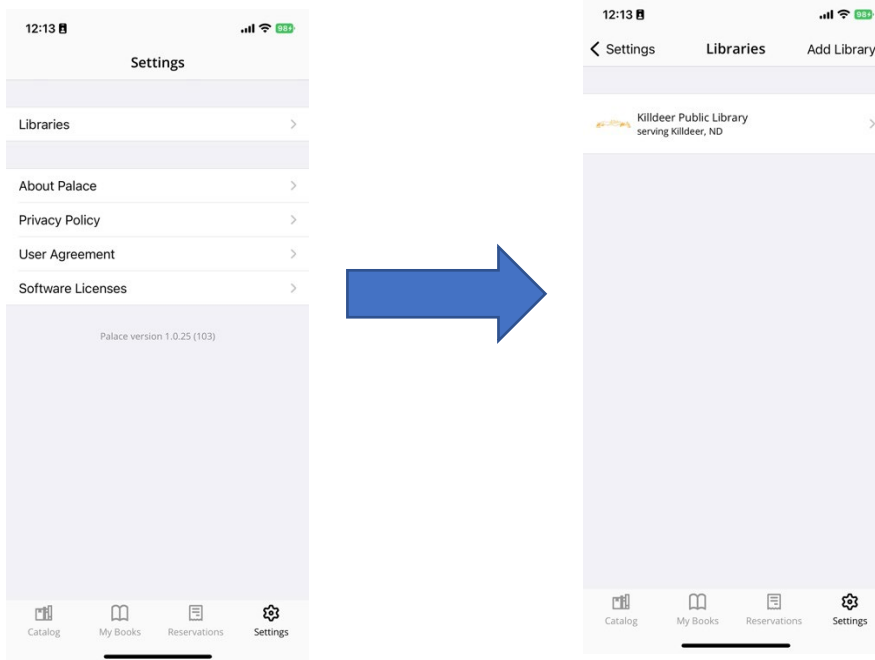 12:13
98+
Settings
Libraries
About Palace
Privacy Policy
User Agreement
Software Licenses
Palace version 1.0.25 (103)
Catalog
My Books
Reservations
Settings
12:13
98+
Settings
Libraries
Add Library
Killdeer Public Library
serving Killdeer, ND
Catalog
My Books
Reservations
Settings